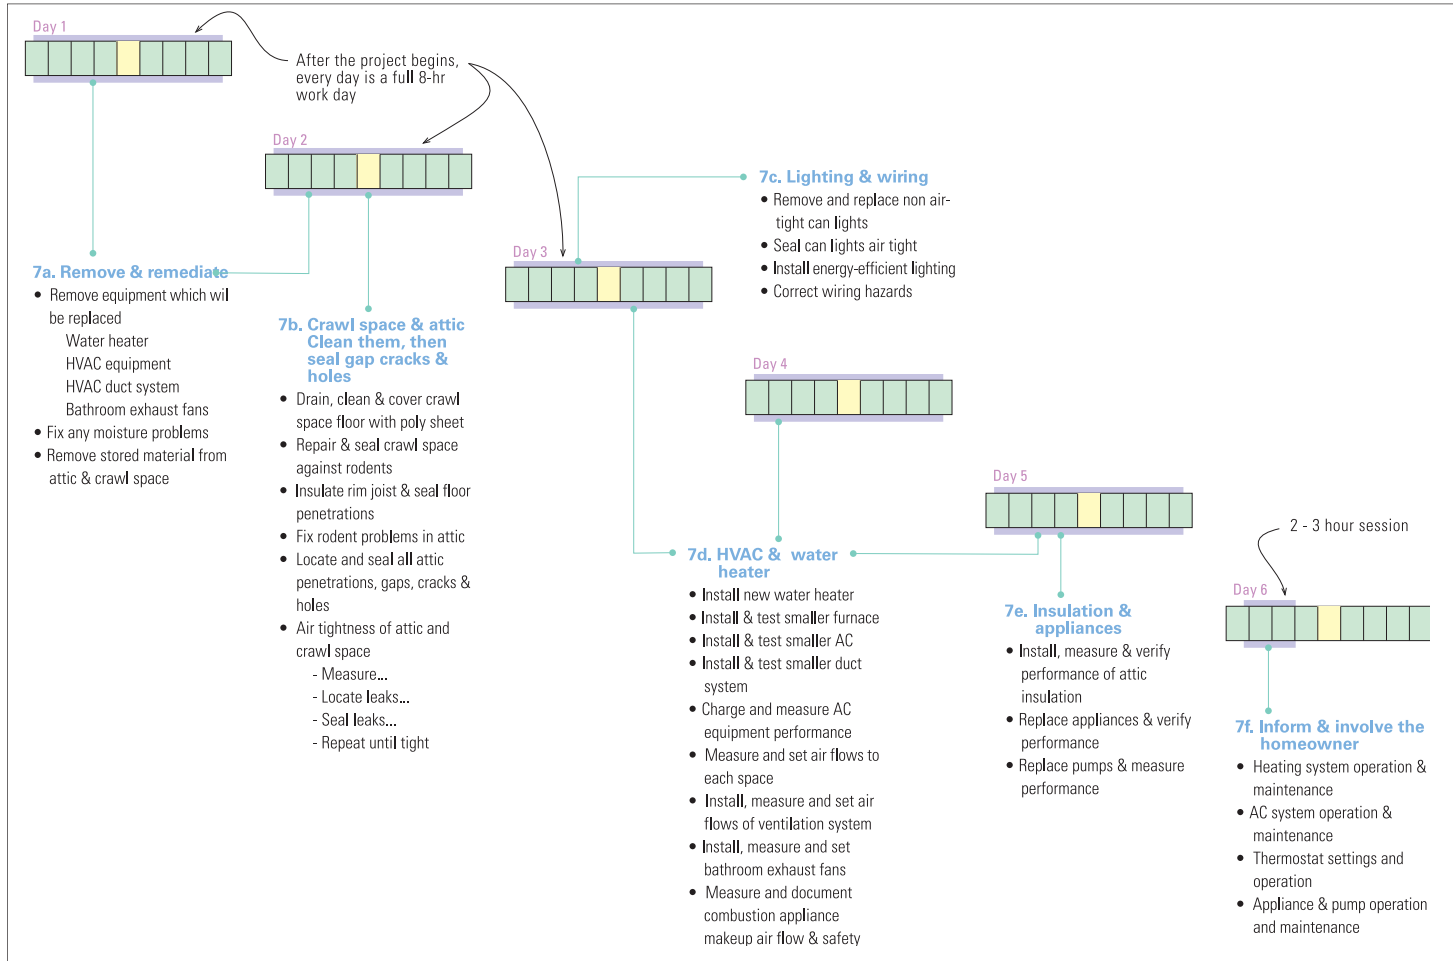 Day 1
After the project begins,
every day is a full 8-hr
work day
Day 2
7a. Remove & remediate
• Remove equipment which wil
be replaced
Water heater
HVAC equipment
HVAC duct system
Bathroom exhaust fans
• Fix any moisture problems
• Remove stored material from
attic & crawl space
7b. Crawl space & attic
Clean them, then
seal gap cracks &
holes
• Drain, clean & cover crawl
space floor with poly sheet
• Repair & seal crawl space
against rodents
• Insulate rim joist & seal floor
penetrations
• Fix rodent problems in attic
• Locate and seal all attic
penetrations, gaps, cracks &
holes
• Air tightness of attic and
crawl space
- Measure...
- Locate leaks...
- Seal leaks...
- Repeat until tight
Day 3
7c. Lighting & wiring
• Remove and replace non air-
tight can lights
• Seal can lights air tight
• Install energy-efficient lighting
• Correct wiring hazards
Day 4
7d. HVAC & water
heater
• Install new water heater
• Install & test smaller furnace
• Install & test smaller AC
• Install & test smaller duct
system
• Charge and measure AC
equipment performance
• Measure and set air flows to
each space
• Install, measure and set air
flows of ventilation system
• Install, measure and set
bathroom exhaust fans
• Measure and document
combustion appliance
makeup air flow & safety
Day 5
7e. Insulation &
appliances
• Install, measure & verify
performance of attic
insulation
• Replace appliances & verify
performance
• Replace pumps & measure
performance
2 - 3 hour session
Day 6
7f. Inform & involve the
homeowner
• Heating system operation &
maintenance
• AC system operation &
maintenance
• Thermostat settings and
operation
• Appliance & pump operation
and maintenance